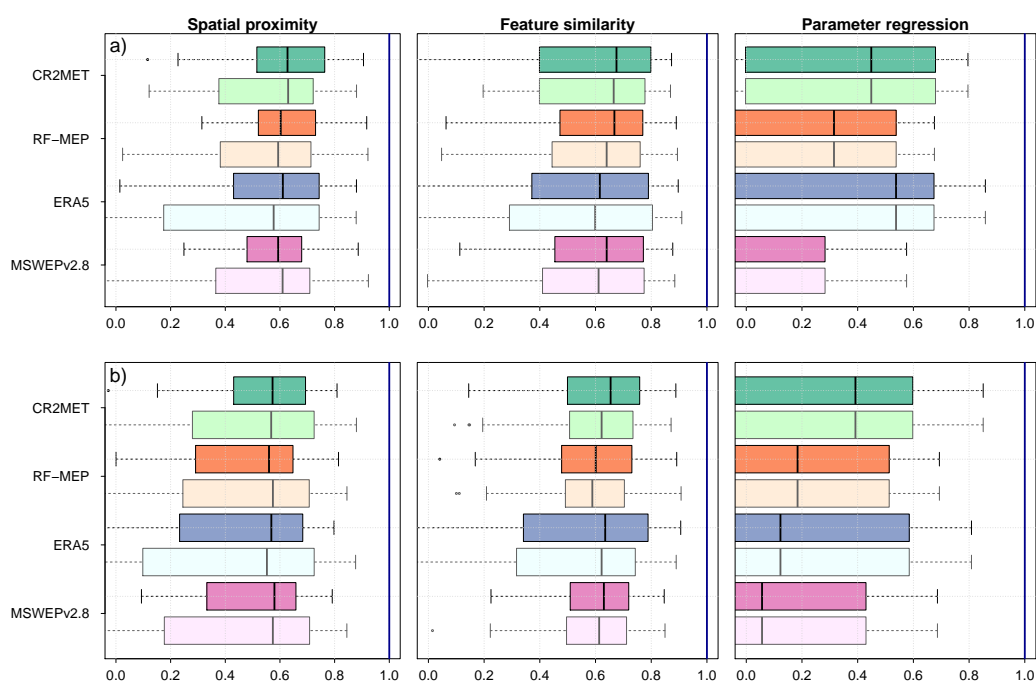 Spatial proximity Feature similarity Parameter regression
a)
CR2MET
RF−MEP
ERA5
MSWEPv2.8
0.0 0.2 0.4 0.6 0.8 1.0 0.0 0.2 0.4 0.6 0.8 1.0 0.0 0.2 0.4 0.6 0.8 1.0
b)
CR2MET
RF−MEP
ERA5
MSWEPv2.8
0.0 0.2 0.4 0.6 0.8 1.0 0.0 0.2 0.4 0.6 0.8 1.0 0.0 0.2 0.4 0.6 0.8 1.0